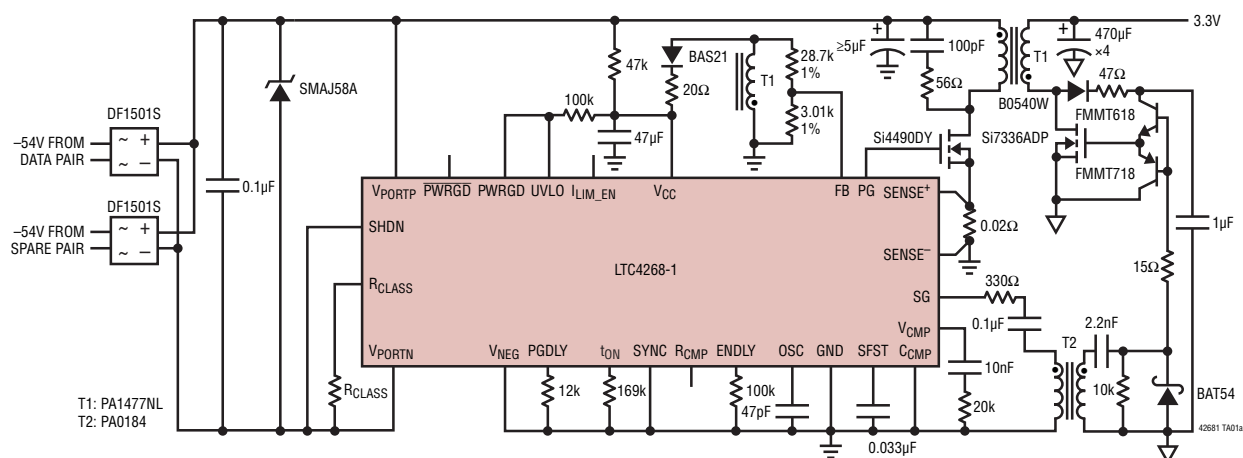 3.3V
+
≥5µF
100pF
T1
+
470µF
×4
BAS21
28.7k
1%
47k
T1
20Ω
47Ω
56Ω
SMAJ58A
B0540W
FMMT618
100k
3.01k
1%
DF1501S
Si4490DY
Si7336ADP
–54V FROM
DATA PAIR
~ +
~ –
47µF
FMMT718
0.1µF
VPORTP
PWRGD
PWRGD
UVLO
ILIM_EN
VCC
FB
PG
SENSE+
DF1501S
–54V FROM
SPARE PAIR
~ +
~ –
SHDN
0.02Ω
1µF
SENSE–
LTC4268-1
15Ω
RCLASS
330Ω
SG
0.1µF
2.2nF
VCMP
T2
VPORTN
VNEG
PGDLY
tON
SYNC
RCMP
ENDLY
OSC
GND
SFST
CCMP
10nF
RCLASS
12k
169k
100k
10k
BAT54
47pF
20k
T1: PA1477NL
T2: PA0184
0.033µF
42681 TA01a